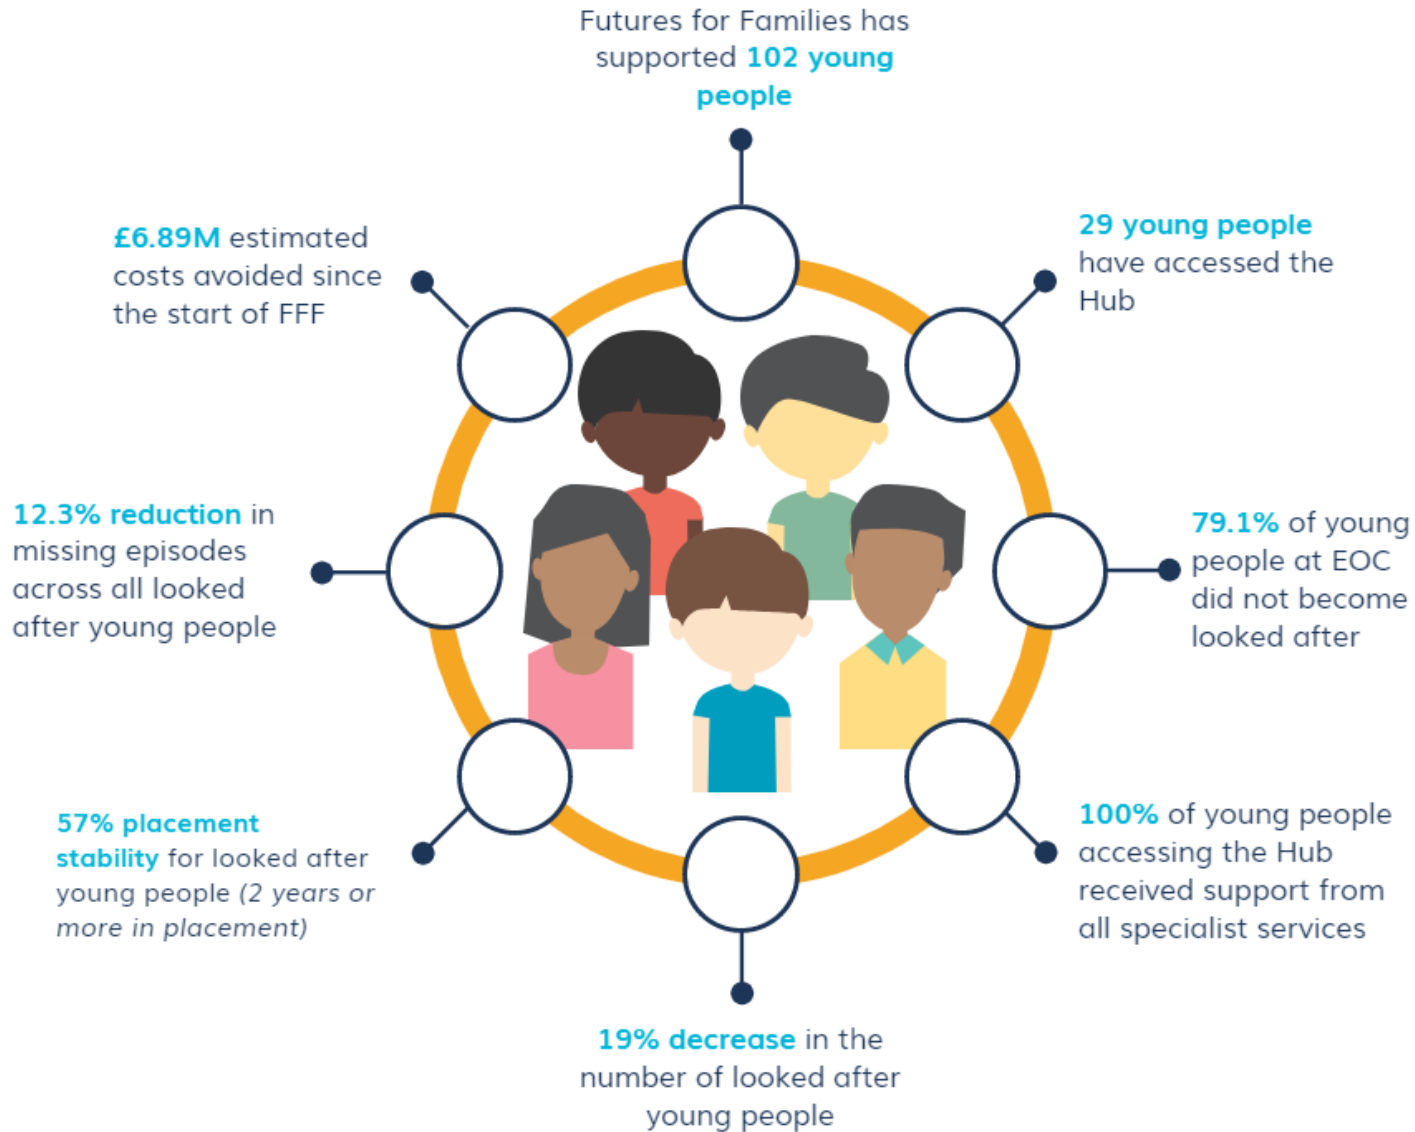 Futures for Families has
supported 102 young
people
29 young people
have accessed the
Hub
79.1% of young
people at EOC
did not become
looked after
100% of young people
accessing the Hub
received support from
all specialist services
19% decrease in the
number of looked after
young people
57% placement
stability for looked after
young people (2 years or
more in placement)
12.3% reduction in
missing episodes
across all looked
after young people
£6.89M estimated
costs avoided since
the start of FFF